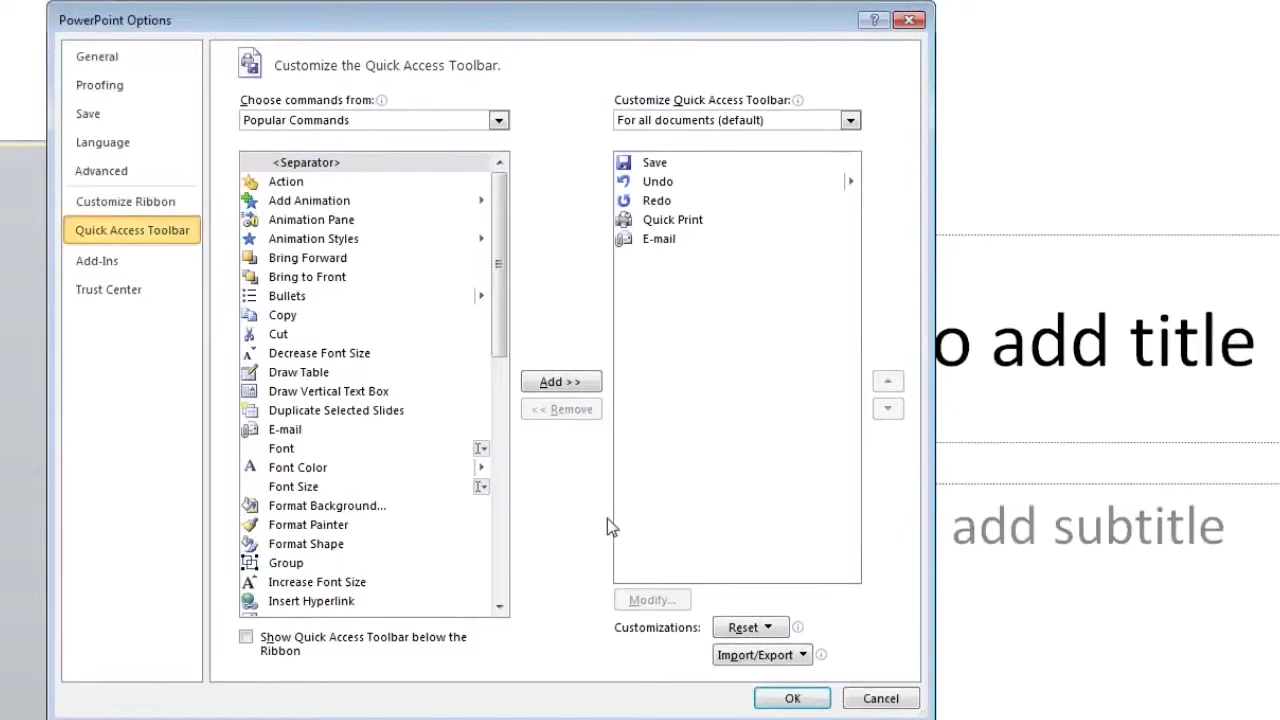 PowerPoint Options
General
Proofing
Save
Language
Advanced
Customize Ribbon
Quick Access Toolbar
Add-Ins
Trust Center
Customize the Quick Access Toolbar.
Choose commands from:
Popular Commands
<Separator>
Action
Add Animation
Animation Pane
Animation Styles
Bring Forward
Bring to Front
Bullets
Copy
Cut
Decrease Font Size
Draw Table
Draw Vertical Text Box
Duplicate Selected Slides
E-mail
Font
Font Color
Font Size
Format Background...
Format Painter
Format Shape
Group
Increase Font Size
Insert Hyperlink
Show Quick Access Toolbar below the
Ribbon
Add >>
<< Remove
Customize Quick Access Toolbar:
For all documents (default)
Save
Undo
Redo
Quick Print
E-mail
Modify...
Customizations:
Reset
Import/Export
OK
Cancel
o add title
add subtitle